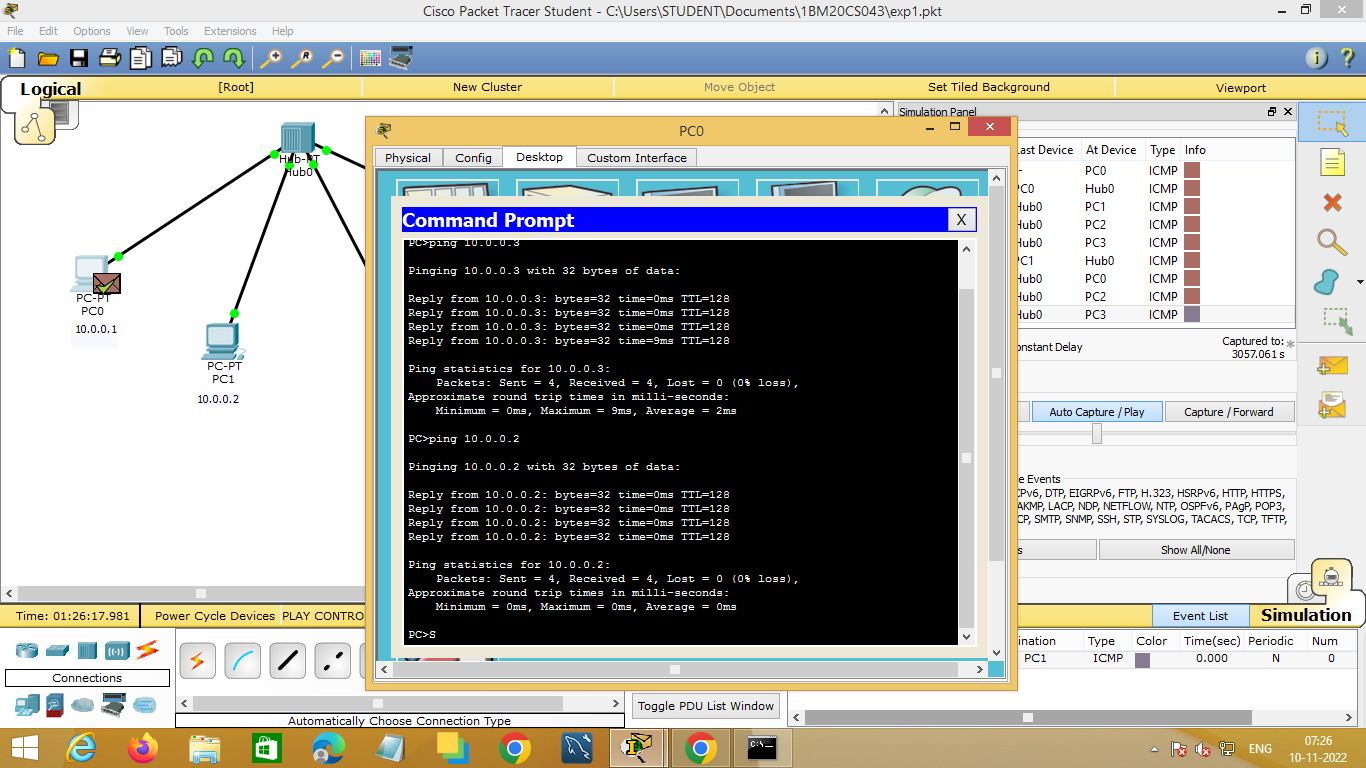 Cisco Packet Tracer Student - C:\Users\STUDENT\Documents\1BM20CS043\exp1.pkt
File Edit Options View Tools Extensions Help
Logical
[Root]
New Cluster
Move Object
Set Tiled Background
Viewport
Hub-PT
Hub0
PC-PT
PC0
10.0.0.1
PC-PT
PC1
10.0.0.2
PC0
Physical Config Desktop Custom Interface
Command Prompt X
PC>ping 10.0.0.3
Pinging 10.0.0.3 with 32 bytes of data:
Reply from 10.0.0.3: bytes=32 time=0ms TTL=128
Reply from 10.0.0.3: bytes=32 time=0ms TTL=128
Reply from 10.0.0.3: bytes=32 time=0ms TTL=128
Reply from 10.0.0.3: bytes=32 time=9ms TTL=128
Ping statistics for 10.0.0.3:
Packets: Sent = 4, Received = 4, Lost = 0 (0% loss),
Approximate round trip times in milli-seconds:
Minimum = 0ms, Maximum = 9ms, Average = 2ms
PC>ping 10.0.0.2
Pinging 10.0.0.2 with 32 bytes of data:
Reply from 10.0.0.2: bytes=32 time=0ms TTL=128
Reply from 10.0.0.2: bytes=32 time=0ms TTL=128
Reply from 10.0.0.2: bytes=32 time=0ms TTL=128
Reply from 10.0.0.2: bytes=32 time=0ms TTL=128
Ping statistics for 10.0.0.2:
Packets: Sent = 4, Received = 4, Lost = 0 (0% loss),
Approximate round trip times in milli-seconds:
Minimum = 0ms, Maximum = 0ms, Average = 0ms
PC>S
Simulation Panel
ast Device At Device Type Info
-- PC0 ICMP
PC0 Hub0 ICMP
Hub0 PC1 ICMP
Hub0 PC2 ICMP
Hub0 PC3 ICMP
PC1 Hub0 ICMP
Hub0 PC0 ICMP
Hub0 PC2 ICMP
Hub0 PC3 ICMP
onstant Delay
Captured to:
3057.061 s
Auto Capture / Play
Capture / Forward
e Events
CPv6, DTP, EIGRPv6, FTP, H.323, HSRPv6, HTTP, HTTPS,
AKMP, LACP, NDP, NETFLOW, NTP, OSPFv6, PAgP, POP3,
CP, SMTP, SNMP, SSH, STP, SYSLOG, TACACS, TCP, TFTP,
s
Show All/None
Time: 01:26:17.981
Power Cycle Devices PLAY CONTRO
Event List
Simulation
Connections
Automatically Choose Connection Type
Toggle PDU List Window
ination Type Color Time(sec) Periodic Num
PC1 ICMP 0.000 N 0
ENG
07:26
10-11-2022